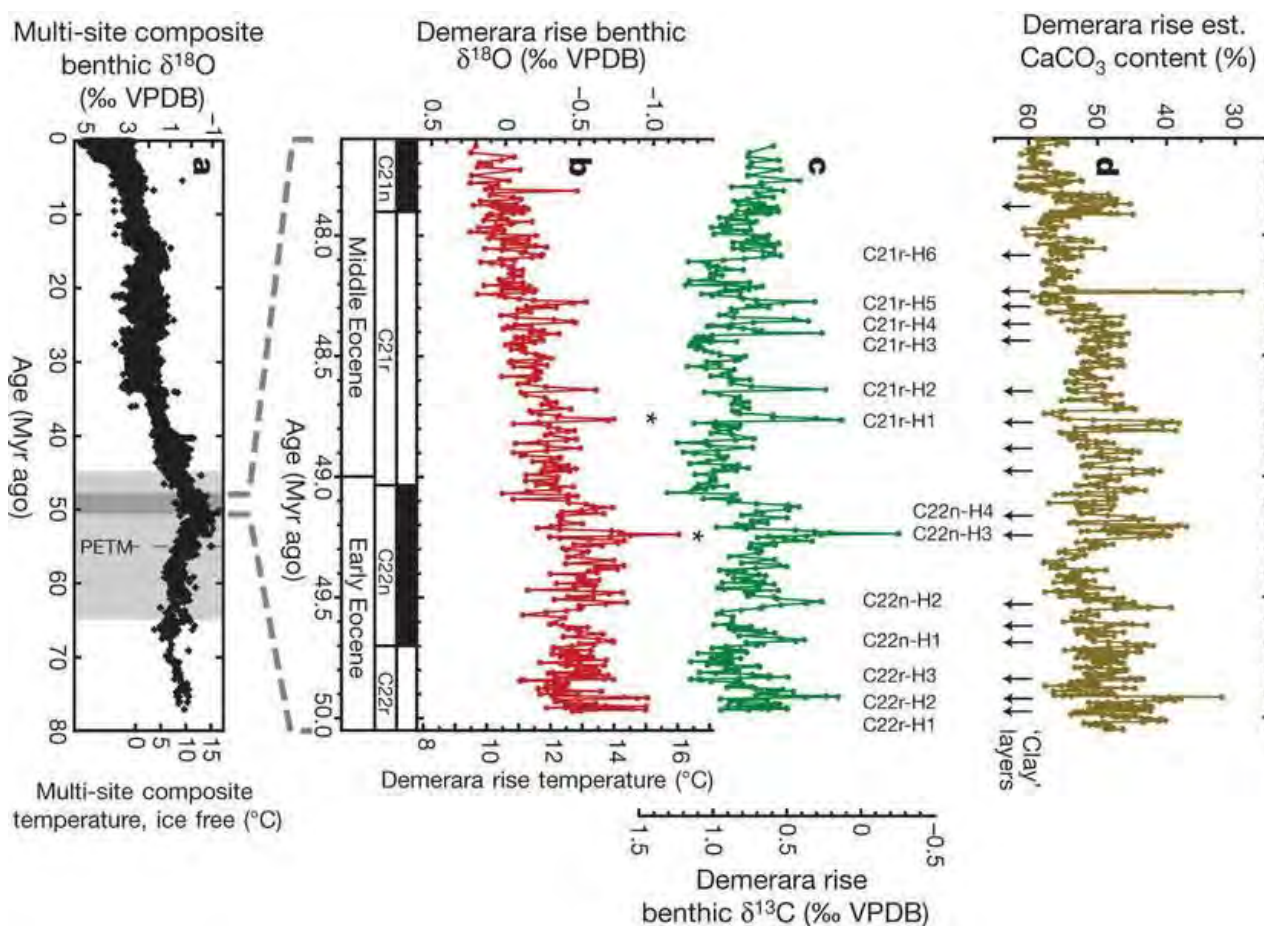 Multi-site composite
benthic δ¹⁸O
(‰ VPDB)
5 3 1 −1
0
10
20
30
40
50
60
70
80
Age (Myr ago)
a
PETM
0 5 10 15
Multi-site composite
temperature, ice free (°C)
Demerara rise benthic
δ¹⁸O (‰ VPDB)
0.5 0 −0.5 −1.0
48.0
48.5
49.0
49.5
50.0
Age (Myr ago)
Middle Eocene
Early Eocene
C21n
C21r
C22n
C22r
b
*
*
8 10 12 14 16
Demerara rise temperature (°C)
c
C21r-H6
C21r-H5
C21r-H4
C21r-H3
C21r-H2
C21r-H1
C22n-H4
C22n-H3
C22n-H2
C22n-H1
C22r-H3
C22r-H2
C22r-H1
1.5 1.0 0.5 0 −0.5
Demerara rise
benthic δ¹³C (‰ VPDB)
Demerara rise est.
CaCO₃ content (%)
60 50 40 30
d
'Clay'
layers